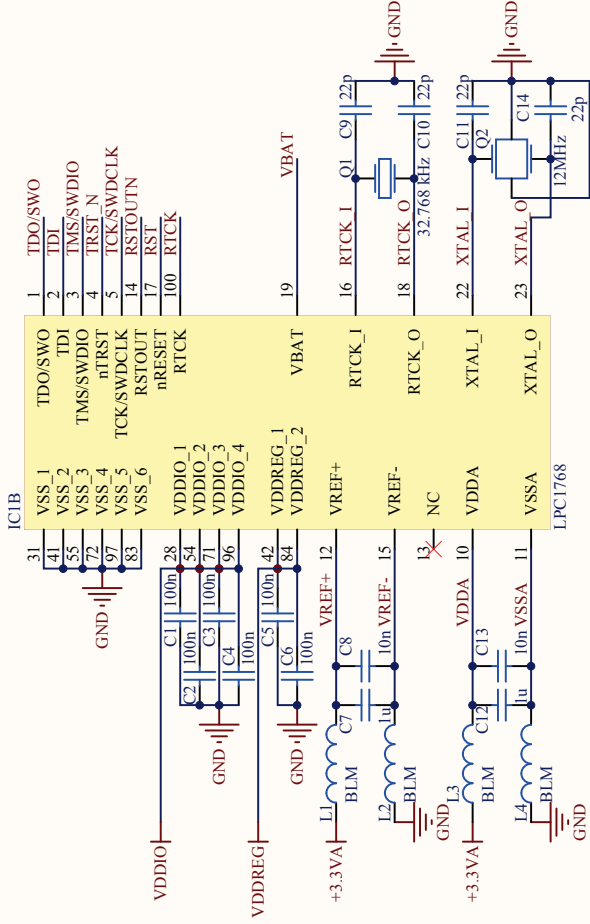 IC1B
31 VSS_1
41 VSS_2
55 VSS_3
72 VSS_4
97 VSS_5
83 VSS_6
GND
28 VDDIO_1
54 VDDIO_2
71 VDDIO_3
96 VDDIO_4
C1 100n
C2 100n
C3 100n
C4 100n
GND
VDDIO
42 VDDREG_1
84 VDDREG_2
C5 100n
C6 100n
GND
VDDREG
12 VREF+
VREF+
15 VREF-
VREF-
C7 1u
C8 10n
L1 BLM
L2 BLM
+3.3VA
GND
13 NC
10 VDDA
VDDA
11 VSSA
VSSA
C12 1u
C13 10n
L3 BLM
L4 BLM
+3.3VA
GND
TDO/SWO 1 TDO/SWO
TDI 2 TDI
TMS/SWDIO 3 TMS/SWDIO
nTRST 4 TRST_N
TCK/SWDCLK 5 TCK/SWDCLK
RSTOUT 14 RSTOUTN
nRESET 17 RST
RTCK 100 RTCK
VBAT 19 VBAT
RTCK_I 16 RTCK_I
RTCK_O 18 RTCK_O
Q1
32.768 kHz
C9 22p
C10 22p
GND
XTAL_I 22 XTAL_I
XTAL_O 23 XTAL_O
Q2
12MHz
C11 22p
C14 22p
GND
LPC1768